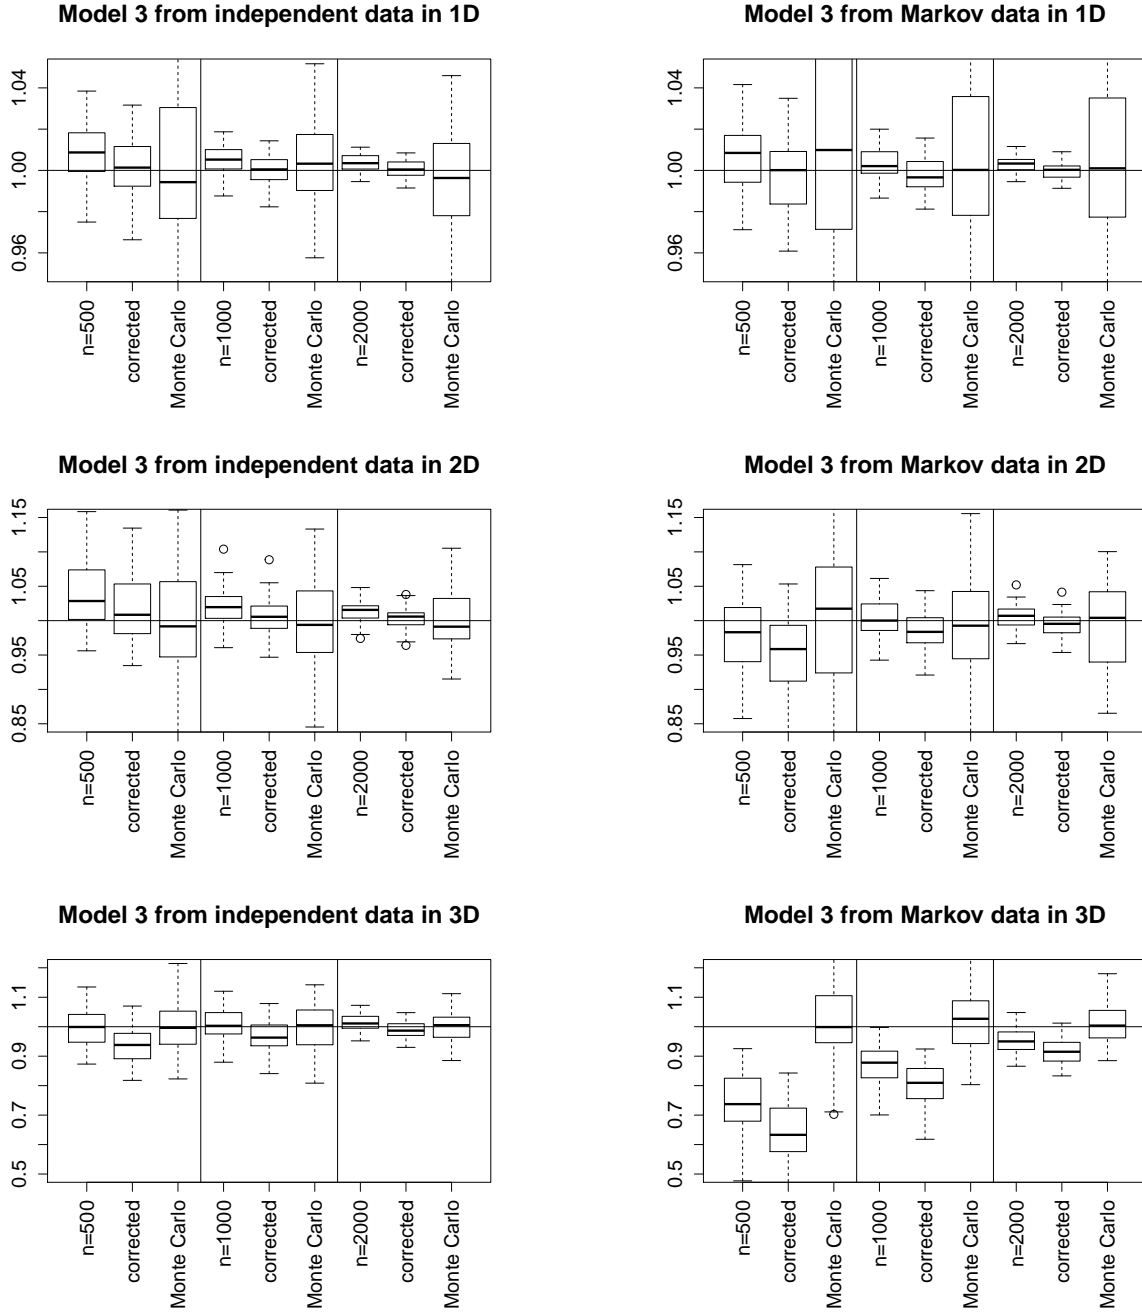 Model 3 from independent data in 1D
0.96 1.00 1.04
n=500 corrected Monte Carlo n=1000 corrected Monte Carlo n=2000 corrected Monte Carlo
Model 3 from Markov data in 1D
0.96 1.00 1.04
n=500 corrected Monte Carlo n=1000 corrected Monte Carlo n=2000 corrected Monte Carlo
Model 3 from independent data in 2D
0.85 0.95 1.05 1.15
n=500 corrected Monte Carlo n=1000 corrected Monte Carlo n=2000 corrected Monte Carlo
Model 3 from Markov data in 2D
0.85 0.95 1.05 1.15
n=500 corrected Monte Carlo n=1000 corrected Monte Carlo n=2000 corrected Monte Carlo
Model 3 from independent data in 3D
0.5 0.7 0.9 1.1
n=500 corrected Monte Carlo n=1000 corrected Monte Carlo n=2000 corrected Monte Carlo
Model 3 from Markov data in 3D
0.5 0.7 0.9 1.1
n=500 corrected Monte Carlo n=1000 corrected Monte Carlo n=2000 corrected Monte Carlo